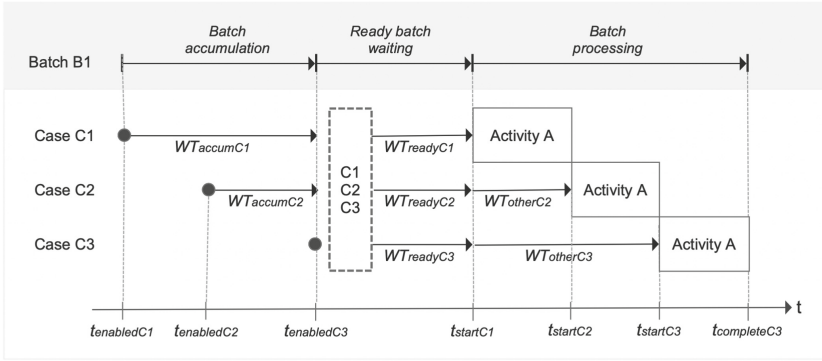 Batch accumulation
Ready batch waiting
Batch processing
Batch B1
Case C1
WTaccumC1
WTreadyC1
Activity A
C1
C2
C3
Case C2
WTaccumC2
WTreadyC2
WTotherC2
Activity A
Case C3
WTreadyC3
WTotherC3
Activity A
t
tenabledC1
tenabledC2
tenabledC3
tstartC1
tstartC2
tstartC3
tcompleteC3